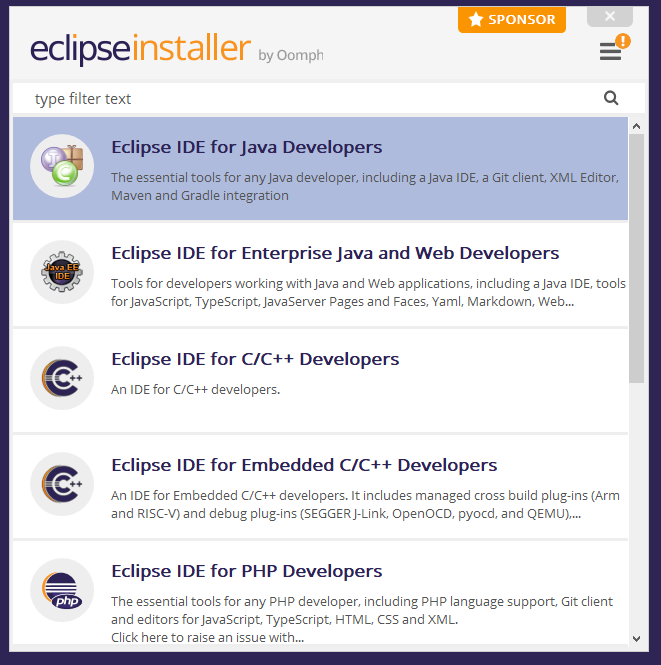 SPONSOR
eclipseinstaller by Oomph
!
type filter text
Eclipse IDE for Java Developers
The essential tools for any Java developer, including a Java IDE, a Git client, XML Editor,
Maven and Gradle integration
Java EE
IDE
Eclipse IDE for Enterprise Java and Web Developers
Tools for developers working with Java and Web applications, including a Java IDE, tools
for JavaScript, TypeScript, JavaServer Pages and Faces, Yaml, Markdown, Web...
C++
Eclipse IDE for C/C++ Developers
An IDE for C/C++ developers.
C++
Eclipse IDE for Embedded C/C++ Developers
An IDE for Embedded C/C++ developers. It includes managed cross build plug-ins (Arm
and RISC-V) and debug plug-ins (SEGGER J-Link, OpenOCD, pyocd, and QEMU),...
php
Eclipse IDE for PHP Developers
The essential tools for any PHP developer, including PHP language support, Git client
and editors for JavaScript, TypeScript, HTML, CSS and XML.
Click here to raise an issue with...